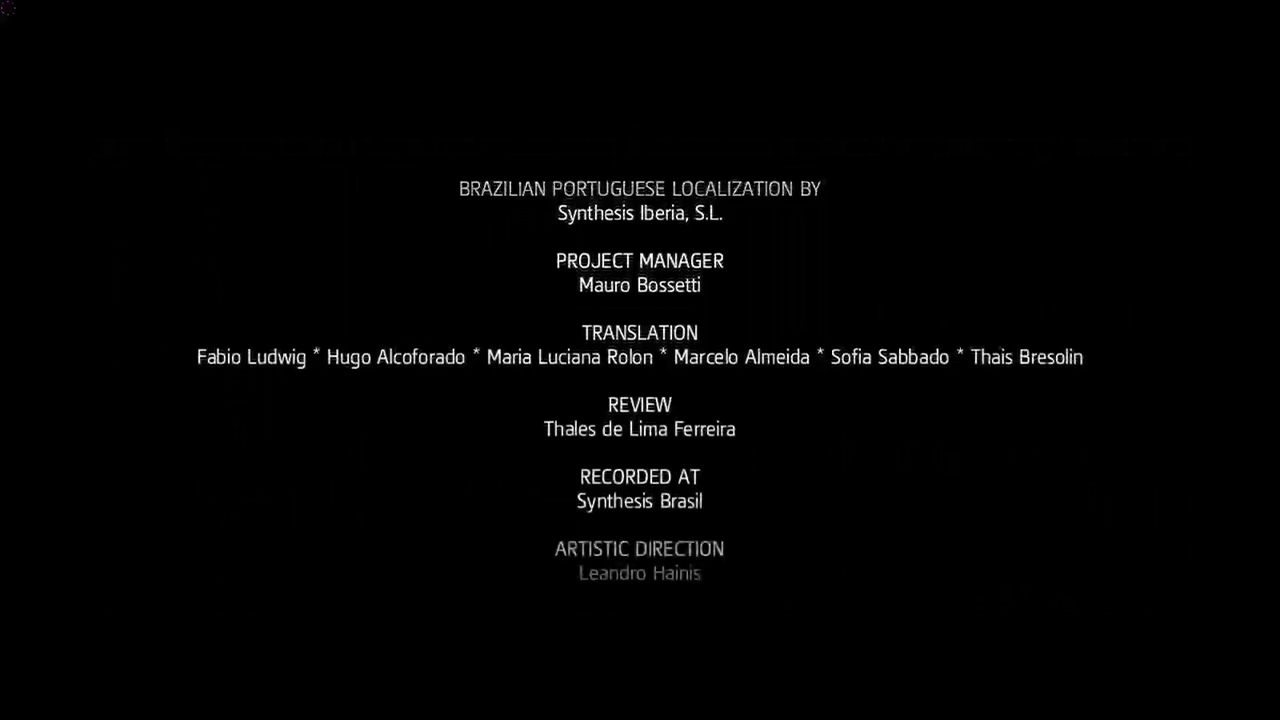 BRAZILIAN PORTUGUESE LOCALIZATION BY
Synthesis Iberia, S.L.
PROJECT MANAGER
Mauro Bossetti
TRANSLATION
Fabio Ludwig * Hugo Alcoforado * Maria Luciana Rolon * Marcelo Almeida * Sofia Sabbado * Thais Bresolin
REVIEW
Thales de Lima Ferreira
RECORDED AT
Synthesis Brasil
ARTISTIC DIRECTION
Leandro Hainis